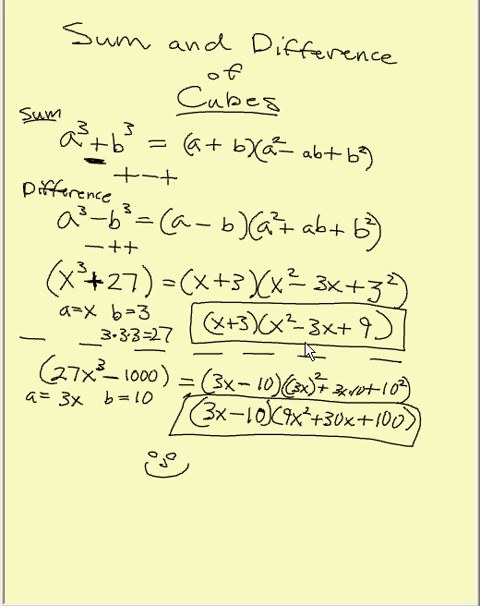 Sum and Difference
of
Cubes
Sum
a³ + b³ = (a + b)(a² - ab + b²)
+ - +
Difference
a³ - b³ = (a - b)(a² + ab + b²)
- + +
(x³ + 27) = (x + 3)(x² - 3x + 3²)
a = x b = 3
(x+3)(x² - 3x + 9)
3·3·3=27
(27x³ - 1000) = (3x - 10)((3x)² + 3x·10 + 10²)
a = 3x b = 10
(3x - 10)(9x² + 30x + 100)